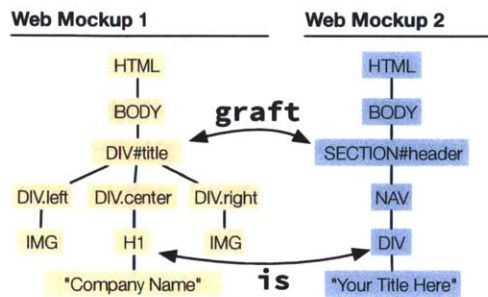 Web Mockup 1
Web Mockup 2
HTML
HTML
BODY
graft
BODY
DIV#title
SECTION#header
DIV.left
DIV.center
DIV.right
NAV
IMG
H1
IMG
DIV
"Company Name"
is
"Your Title Here"